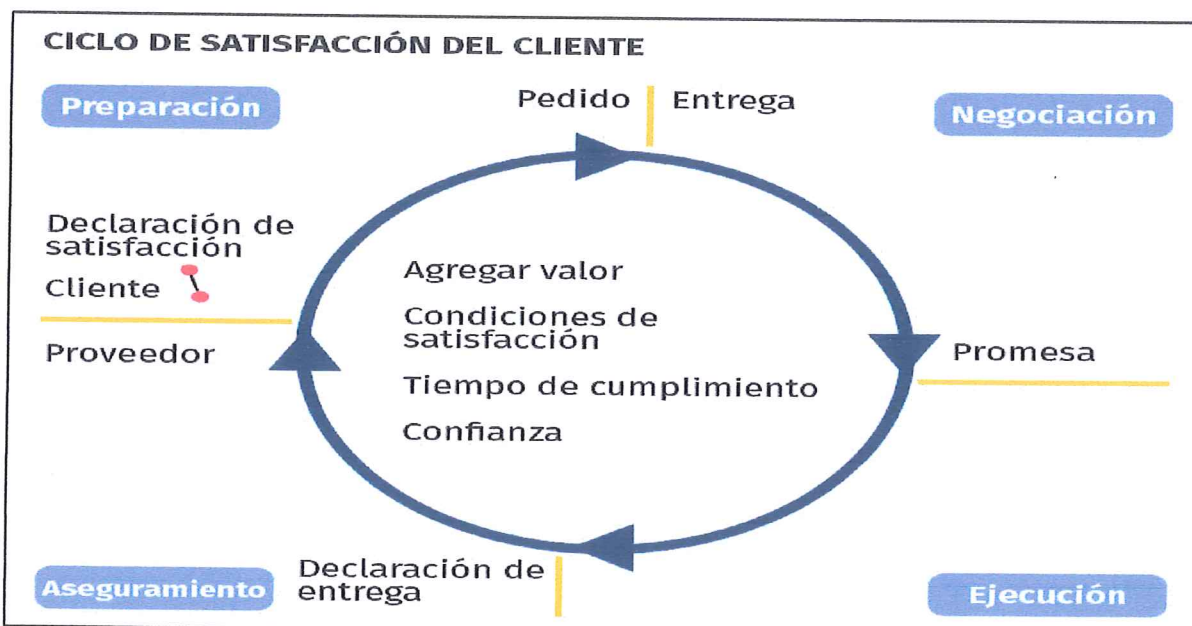 CICLO DE SATISFACCIÓN DEL CLIENTE
Preparación
Pedido
Entrega
Negociación
Declaración de
satisfacción
Cliente
Proveedor
Agregar valor
Condiciones de
satisfacción
Tiempo de cumplimiento
Confianza
Promesa
Aseguramiento
Declaración de
entrega
Ejecución